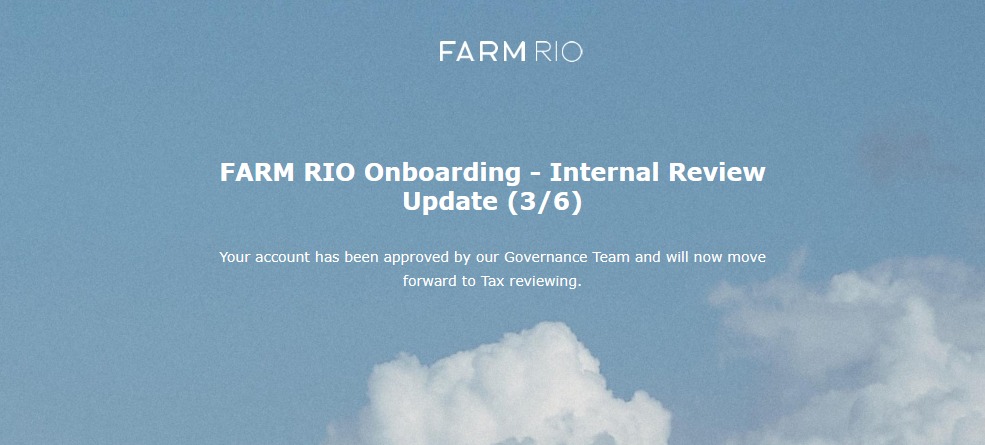 FARM RIO
FARM RIO Onboarding - Internal Review
Update (3/6)
Your account has been approved by our Governance Team and will now move
forward to Tax reviewing.